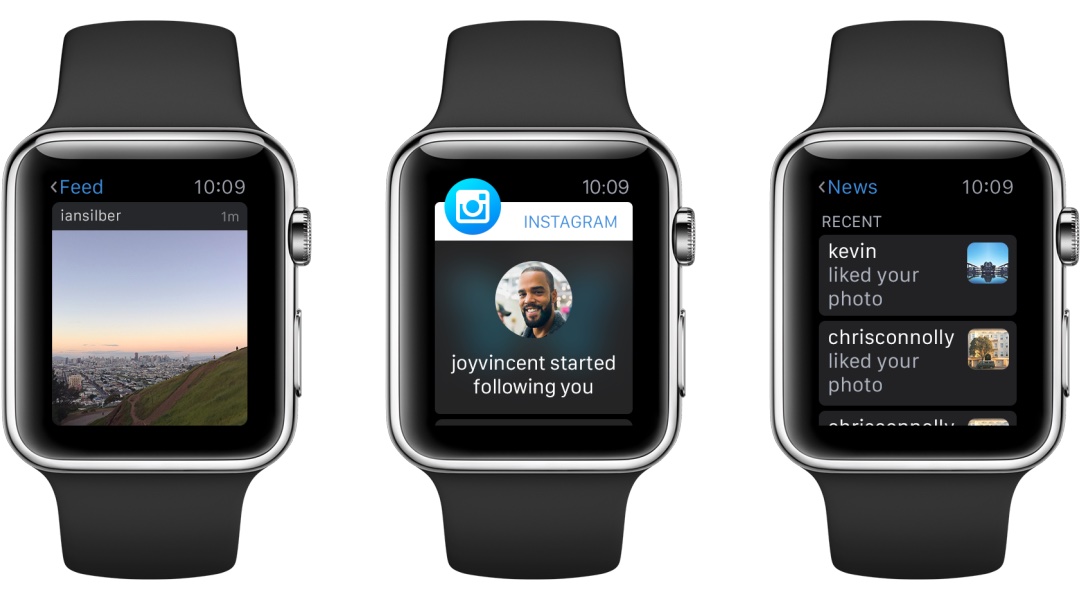 Feed 10:09
iansilber 1m
10:09
INSTAGRAM
joyvincent started
following you
News 10:09
RECENT
kevin
liked your
photo
chrisconnolly
liked your
photo
chrisconnolly